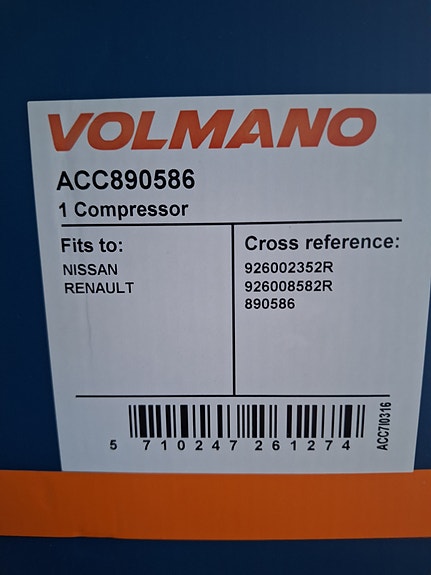 VOLMANO
ACC890586
1 Compressor
Fits to:
NISSAN
RENAULT
Cross reference:
926002352R
926008582R
890586
5 710247 261274
ACC7I0316